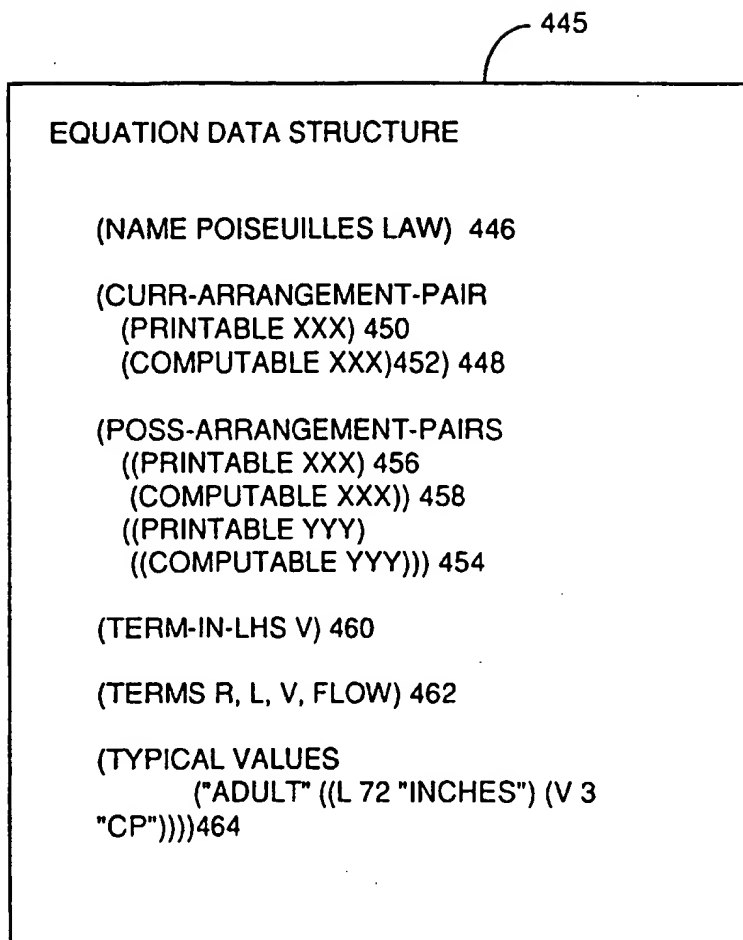 445
EQUATION DATA STRUCTURE
(NAME POISEUILLES LAW) 446
(CURR-ARRANGEMENT-PAIR
(PRINTABLE XXX) 450
(COMPUTABLE XXX)452) 448
(POSS-ARRANGEMENT-PAIRS
((PRINTABLE XXX) 456
(COMPUTABLE XXX)) 458
((PRINTABLE YYY)
((COMPUTABLE YYY))) 454
(TERM-IN-LHS V) 460
(TERMS R, L, V, FLOW) 462
(TYPICAL VALUES
("ADULT" ((L 72 "INCHES") (V 3
"CP"))))464